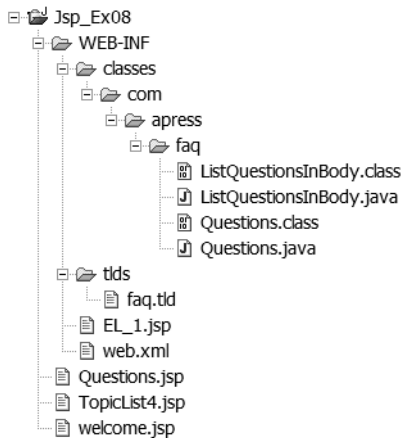 Jsp_Ex08
WEB-INF
classes
com
apress
faq
ListQuestionsInBody.class
ListQuestionsInBody.java
Questions.class
Questions.java
tlds
faq.tld
EL_1.jsp
web.xml
Questions.jsp
TopicList4.jsp
welcome.jsp